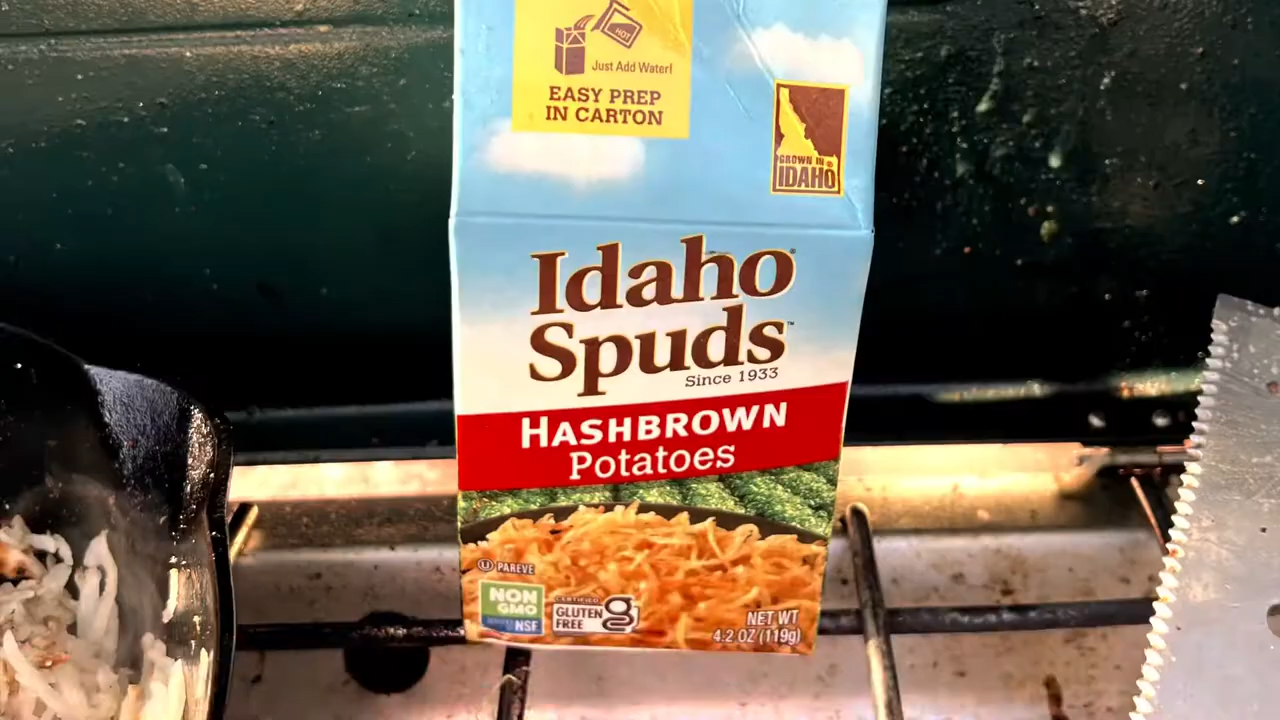 HOT
Just Add Water!
EASY PREP
IN CARTON
GROWN IN
IDAHO
Idaho
Spuds™
Since 1933
HASHBROWN
Potatoes
U PAREVE
NON
GMO
NSF
CERTIFIED
GLUTEN
FREE
g
NET WT
4.2 OZ (119g)